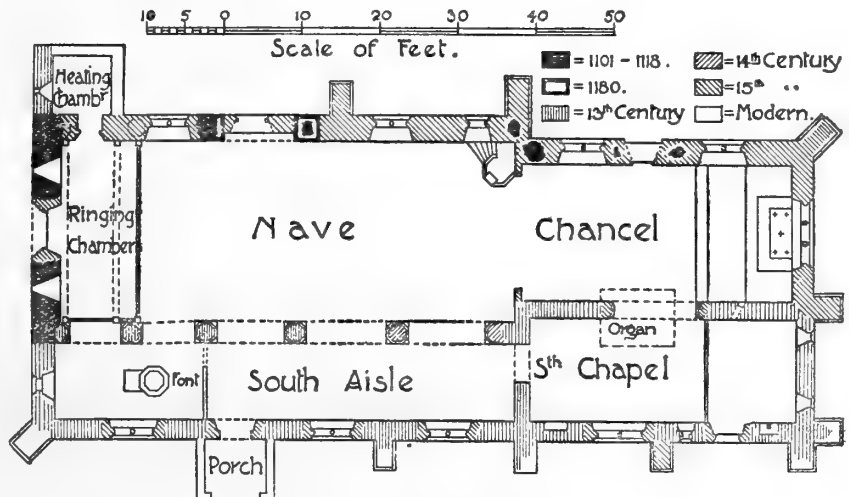 10 5 0 10 20 30 40 50
Scale of Feet.
= 1101 - 1118.
= 1180.
= 13th Century
= 14th Century
= 15th "
= Modern.
Heating
Chambr
Ringing
Chamber
Nave
Chancel
Organ
Font
South Aisle
Sth Chapel
Porch